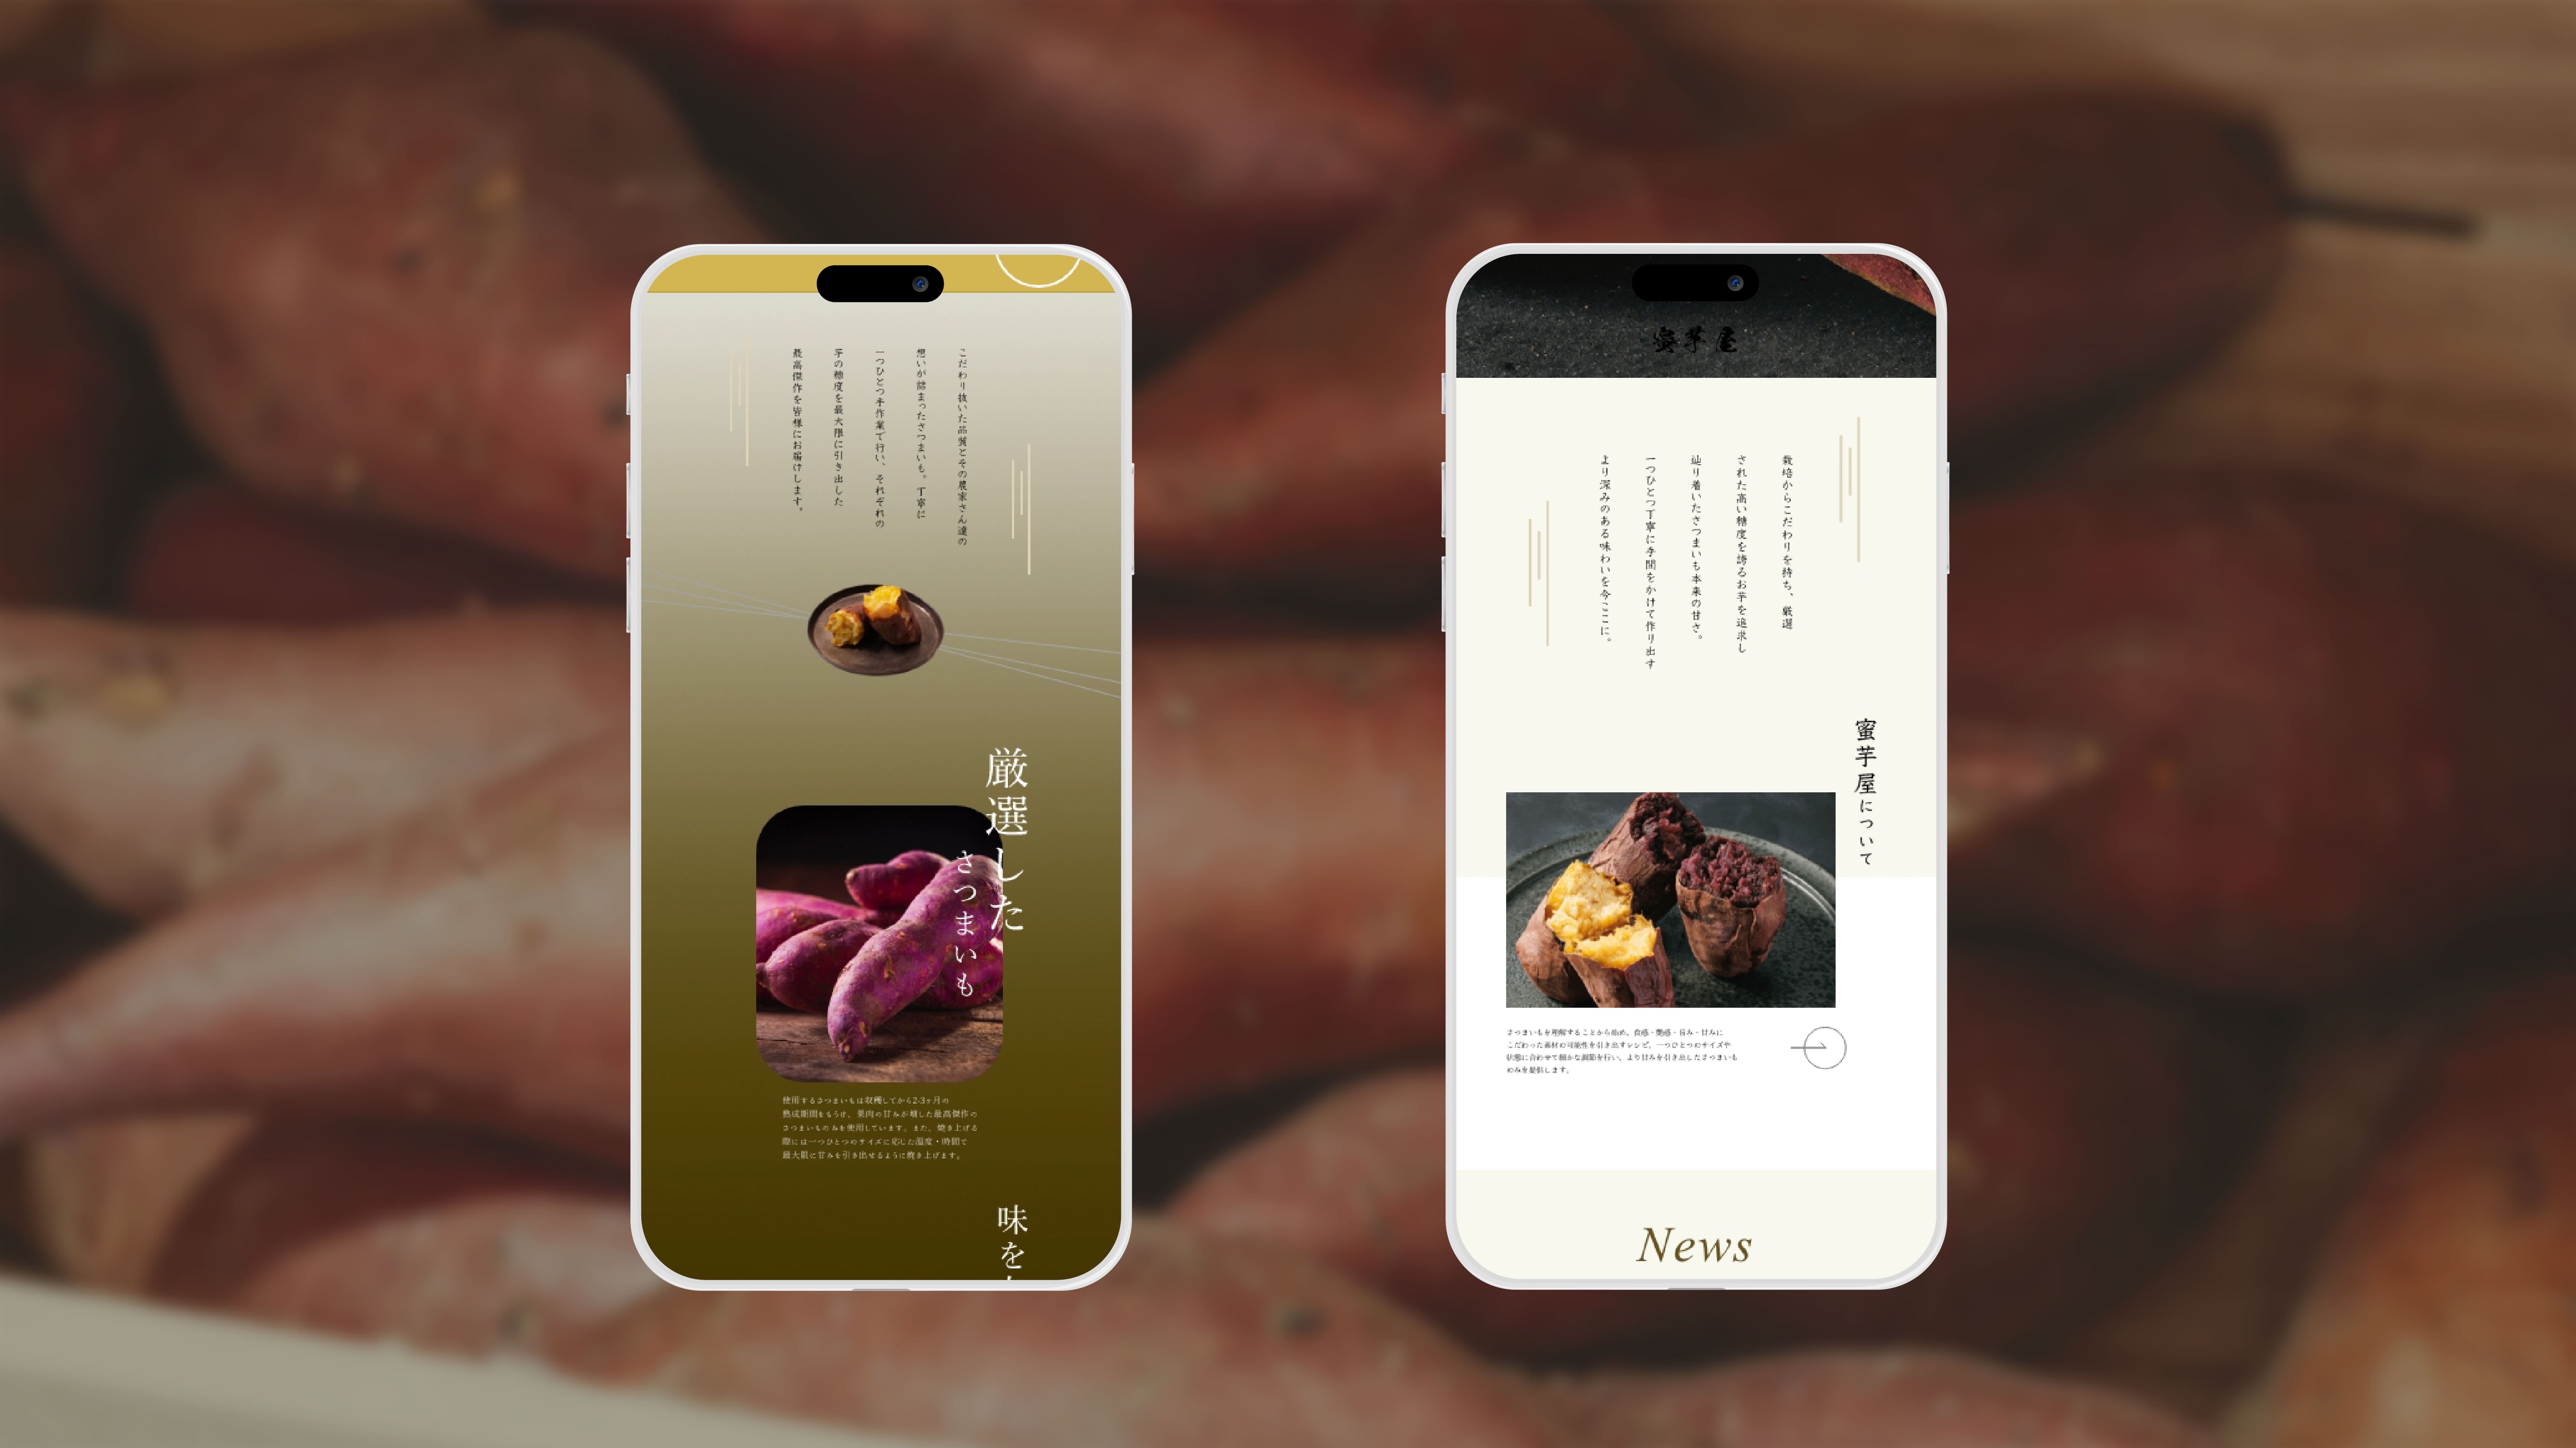 こだわり抜いた品質とその農家さん達の
想いが詰まったさつまいも。丁寧に
一つひとつ手作業で行い、それぞれの
芋の糖度を最大限に引き出した
最高傑作を皆様にお届けします。
厳選した
さつまいも
使用するさつまいもは収穫してから2-3ヶ月の
熟成期間をもうけ、果肉の甘みが増した最高傑作の
さつまいものみを使用しています。また、焼き上げる
際には一つひとつのサイズに応じた温度・時間で
最大限に甘みを引き出せるように焼き上げます。
味を
蜜芋屋
栽培からこだわりを持ち、厳選
された高い糖度を誇るお芋を追求し
辿り着いたさつまいも本来の甘さ。
一つひとつ丁寧に手間をかけて作り出す
より深みのある味わいを今ここに。
蜜芋屋について
さつまいもを理解することから始め、食感・艶感・旨み・甘みに
こだわった素材の可能性を引き出すレシピ。一つひとつのサイズや
状態に合わせて細かな調節を行い、より甘みを引き出したさつまいも
のみを提供します。
News